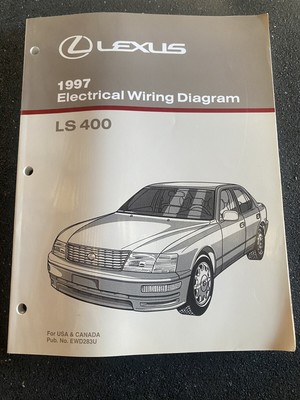 LEXUS
1997
Electrical Wiring Diagram
LS 400
For USA & CANADA
Pub. No. EWD283U